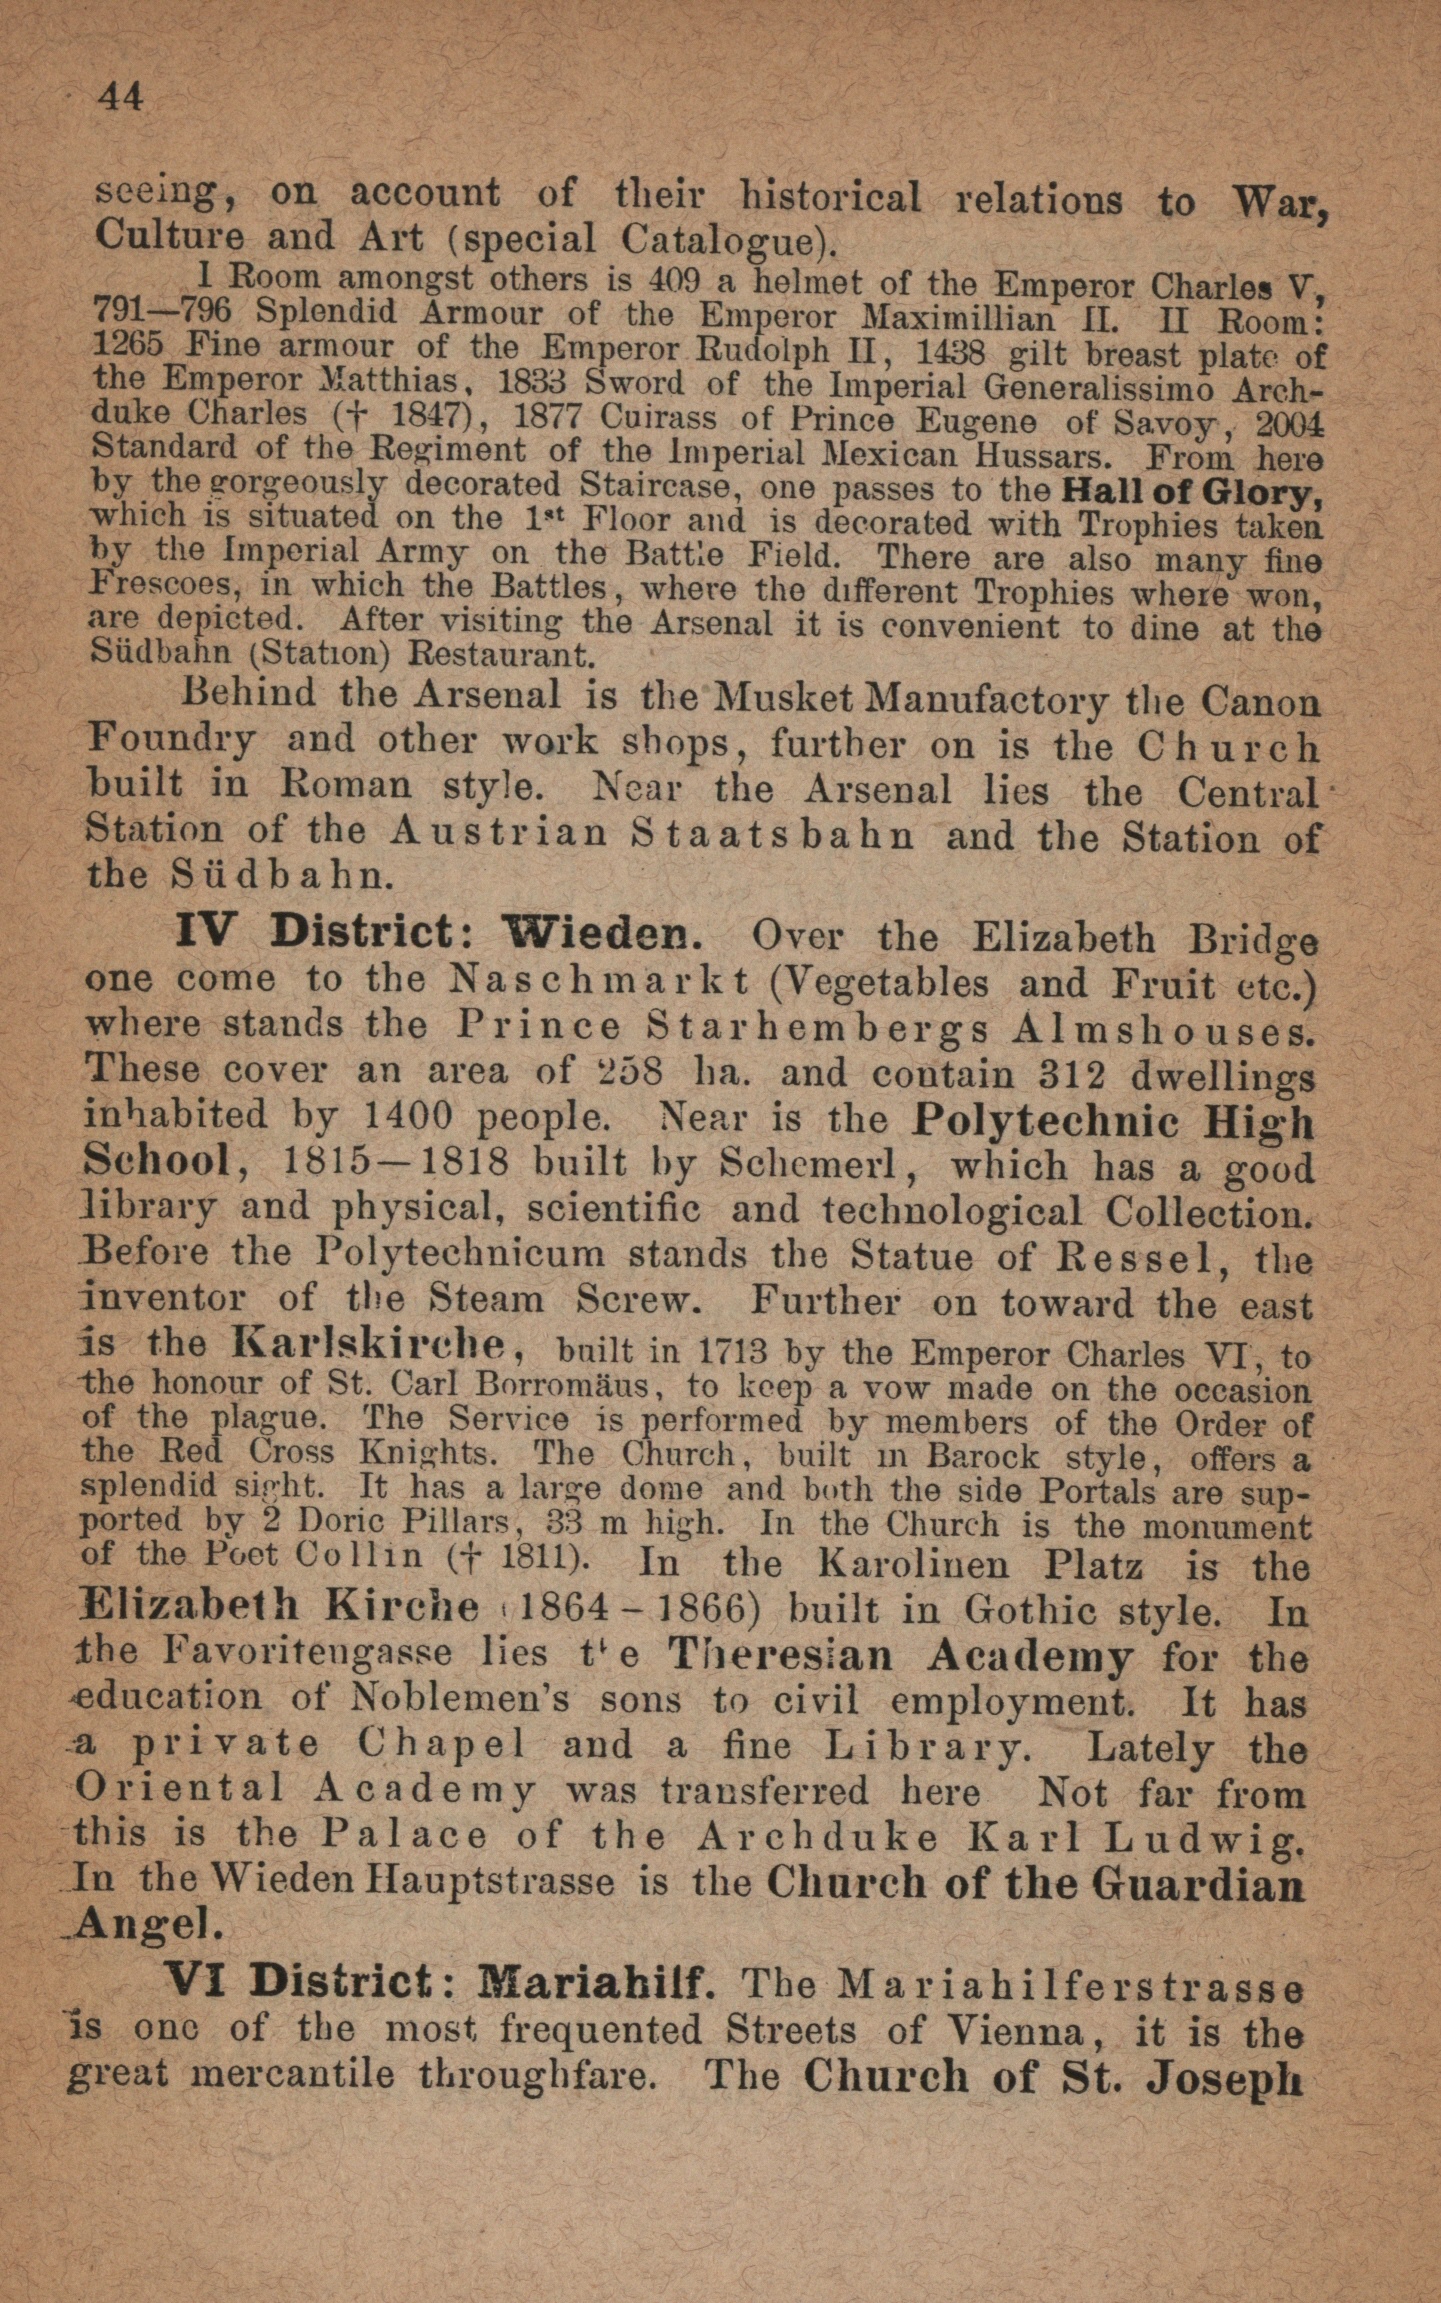 44
seeing, on account of their historical relations to War,
Culture and Art (special Catalogue).
I Room amongst others is 409 a helmet of the Emperor Charles V,
791—796 Splendid Armour of the Emperor Maximillian II. II Room:
1265 Fine armour of the Emperor Rudolph II, 1438 gilt breast plate of
the Emperor Matthias, 1833 Sword of the Imperial Generalissimo Arch-
duke Charles († 1847), 1877 Cuirass of Prince Eugene of Savoy, 2004
Standard of the Regiment of the Imperial Mexican Hussars. From here
by the gorgeously decorated Staircase, one passes to the Hall of Glory,
which is situated on the 1st Floor and is decorated with Trophies taken
by the Imperial Army on the Battle Field. There are also many fine
Frescoes, in which the Battles, where the different Trophies where won,
are depicted. After visiting the Arsenal it is convenient to dine at the
Südbahn (Station) Restaurant.
Behind the Arsenal is the Musket Manufactory the Canon
Foundry and other work shops, further on is the Church
built in Roman style. Near the Arsenal lies the Central
Station of the Austrian Staatsbahn and the Station of
the Südbahn.
IV District: Wieden. Over the Elizabeth Bridge
one come to the Naschmarkt (Vegetables and Fruit etc.)
where stands the Prince Starhembergs Almshouses.
These cover an area of 258 ha. and contain 312 dwellings
inhabited by 1400 people. Near is the Polytechnic High
School, 1815—1818 built by Schemerl, which has a good
library and physical, scientific and technological Collection.
Before the Polytechnicum stands the Statue of Ressel, the
inventor of the Steam Screw. Further on toward the east
is the Karlskirche, built in 1713 by the Emperor Charles VI, to
the honour of St. Carl Borromäus, to keep a vow made on the occasion
of the plague. The Service is performed by members of the Order of
the Red Cross Knights. The Church, built in Barock style, offers a
splendid sight. It has a large dome and both the side Portals are sup-
ported by 2 Doric Pillars, 33 m high. In the Church is the monument
of the Poet Collin († 1811). In the Karolinen Platz is the
Elizabeth Kirche (1864–1866) built in Gothic style. In
the Favoritengasse lies the Theresian Academy for the
education of Noblemen's sons to civil employment. It has
a private Chapel and a fine Library. Lately the
Oriental Academy was transferred here Not far from
this is the Palace of the Archduke Karl Ludwig.
In the Wieden Hauptstrasse is the Church of the Guardian
Angel.
VI District: Mariahilf. The Mariahilferstrasse
is one of the most frequented Streets of Vienna, it is the
great mercantile throughfare. The Church of St. Joseph